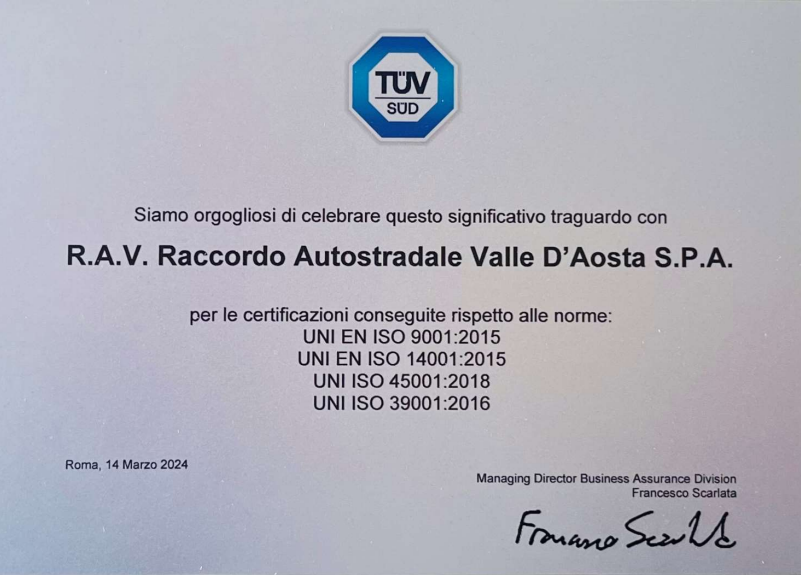 TÜV
SÜD
Siamo orgogliosi di celebrare questo significativo traguardo con
R.A.V. Raccordo Autostradale Valle D'Aosta S.P.A.
per le certificazioni conseguite rispetto alle norme:
UNI EN ISO 9001:2015
UNI EN ISO 14001:2015
UNI ISO 45001:2018
UNI ISO 39001:2016
Roma, 14 Marzo 2024
Managing Director Business Assurance Division
Francesco Scarlata